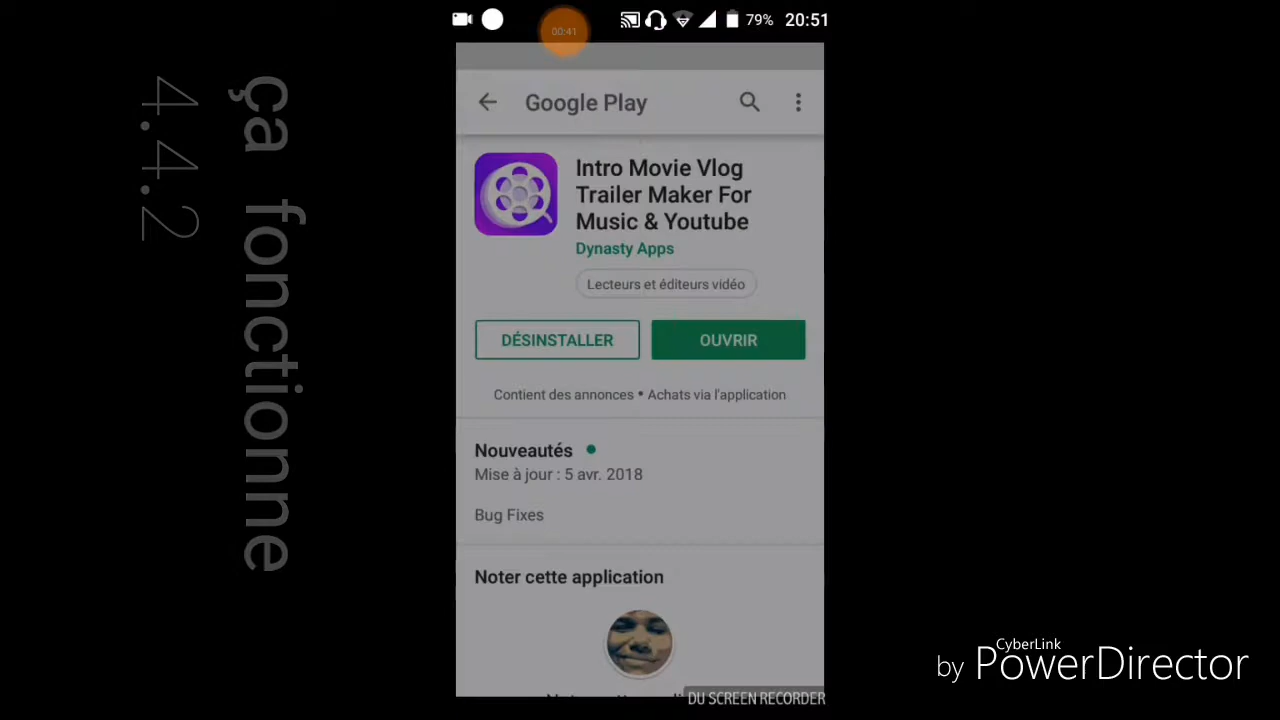 00:41
79%
20:51
Google Play
Intro Movie Vlog
Trailer Maker For
Music & Youtube
Dynasty Apps
Lecteurs et éditeurs vidéo
DÉSINSTALLER
OUVRIR
Contient des annonces • Achats via l'application
Nouveautés
Mise à jour : 5 avr. 2018
Bug Fixes
Noter cette application
DU SCREEN RECORDER
ça fonctionne
4.4.2
CyberLink
by PowerDirector